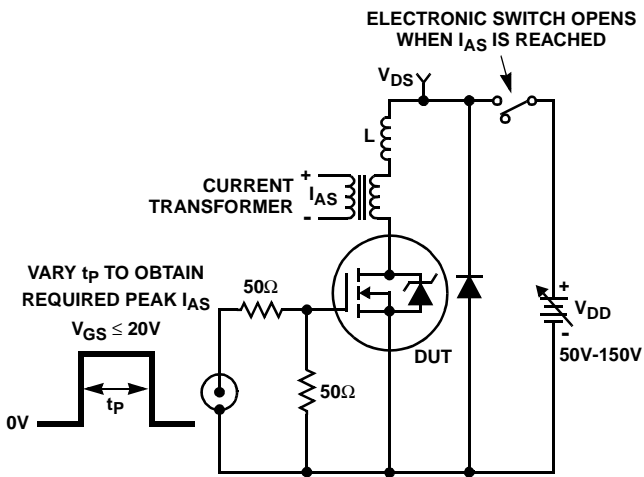 ELECTRONIC SWITCH OPENS
WHEN IAS IS REACHED
VDS
L
CURRENT
TRANSFORMER
+
IAS
-
VARY tP TO OBTAIN
REQUIRED PEAK IAS
VGS ≤ 20V
50Ω
DUT
+
VDD
-
50V-150V
tP
0V
50Ω